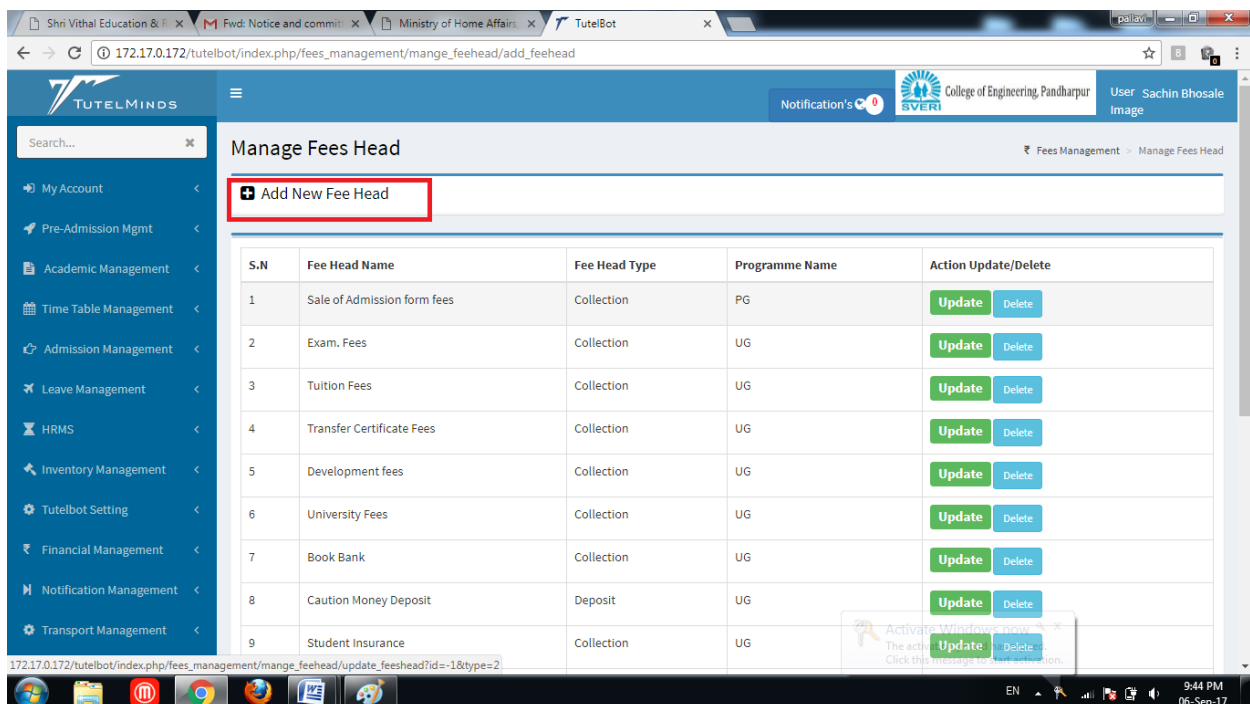 Shri Vithal Education & R
Fwd: Notice and commit
Ministry of Home Affairs
TutelBot
pallavi
172.17.0.172/tutelbot/index.php/fees_management/mange_feehead/add_feehead
TUTELMINDS
Notification's 0
SVERI
College of Engineering, Pandharpur
User Image
Sachin Bhosale
Search...
Manage Fees Head
₹ Fees Management > Manage Fees Head
Add New Fee Head
My Account
Pre-Admission Mgmt
Academic Management
Time Table Management
Admission Management
Leave Management
HRMS
Inventory Management
Tutelbot Setting
₹ Financial Management
Notification Management
Transport Management
S.N Fee Head Name Fee Head Type Programme Name Action Update/Delete
1 Sale of Admission form fees Collection PG Update Delete
2 Exam. Fees Collection UG Update Delete
3 Tuition Fees Collection UG Update Delete
4 Transfer Certificate Fees Collection UG Update Delete
5 Development fees Collection UG Update Delete
6 University Fees Collection UG Update Delete
7 Book Bank Collection UG Update Delete
8 Caution Money Deposit Deposit UG Update Delete
9 Student Insurance Collection UG Update Delete
Activate Windows now
The
Click this message to start activation.
172.17.0.172/tutelbot/index.php/fees_management/mange_feehead/update_feeshead?id=-1&type=2
EN
9:44 PM
06-Sep-17